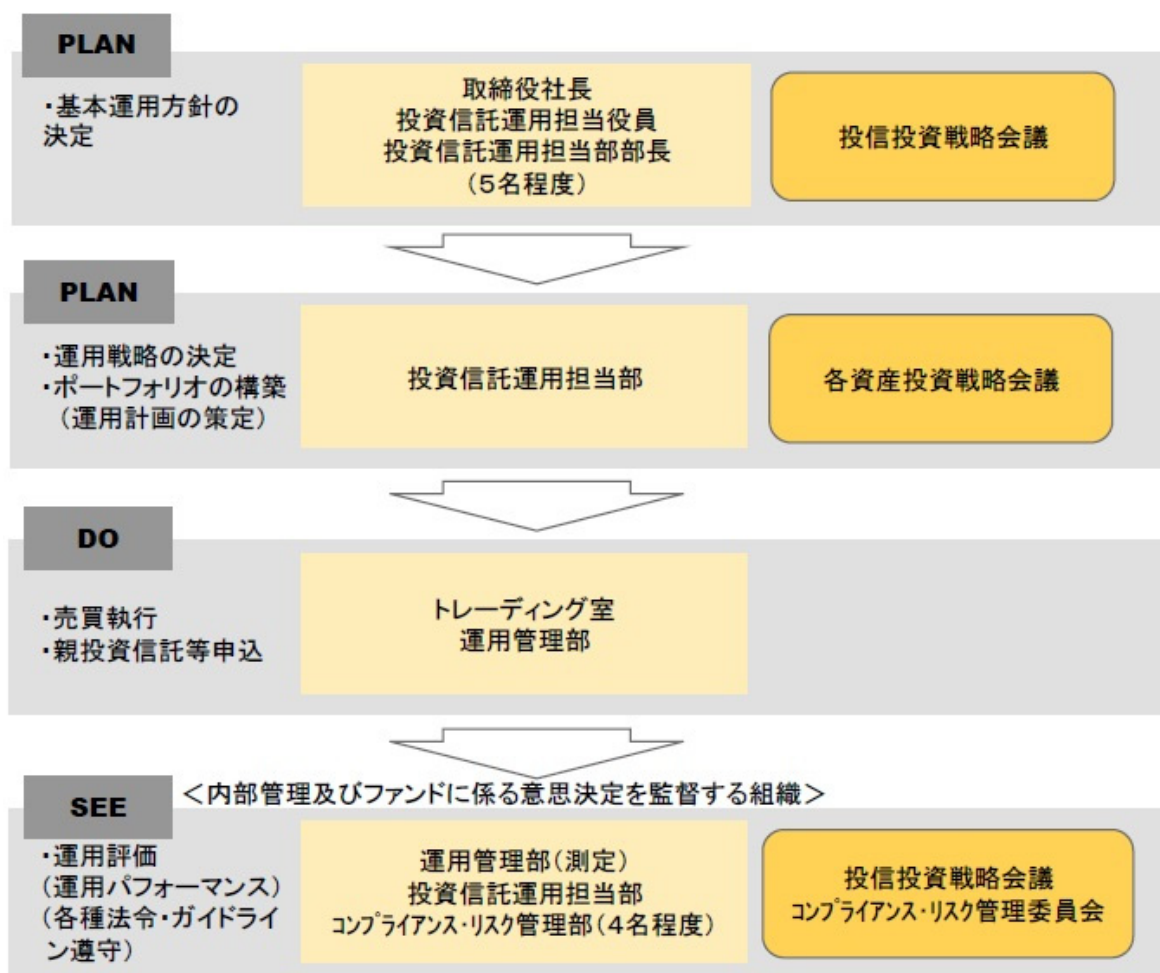 PLAN
・基本運用方針の
決定
取締役社長
投資信託運用担当役員
投資信託運用担当部部長
(5名程度)
投信投資戦略会議
PLAN
・運用戦略の決定
・ポートフォリオの構築
(運用計画の策定)
投資信託運用担当部
各資産投資戦略会議
DO
・売買執行
・親投資信託等申込
トレーディング室
運用管理部
SEE
<内部管理及びファンドに係る意思決定を監督する組織>
・運用評価
(運用パフォーマンス)
(各種法令・ガイドライ
ン遵守)
運用管理部(測定)
投資信託運用担当部
コンプライアンス・リスク管理部(4名程度)
投信投資戦略会議
コンプライアンス・リスク管理委員会